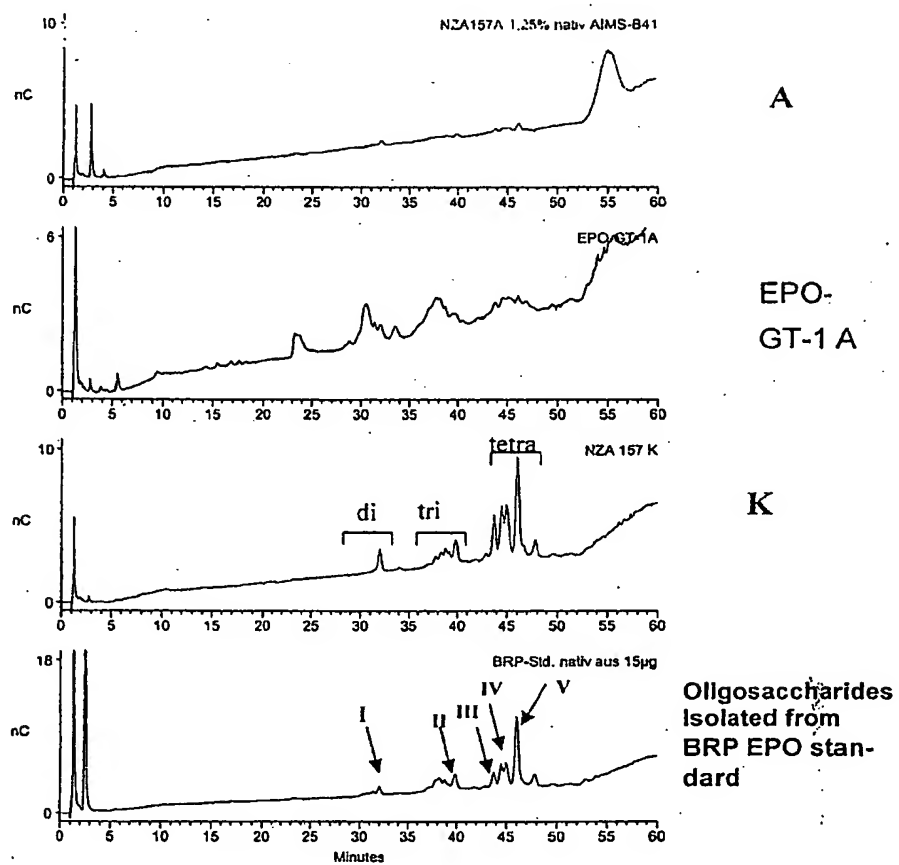 10
NZA157A 1,25% nativ AIMS-B41
nC
A
0
0 5 10 15 20 25 30 35 40 45 50 55 60
6
EPO-GT-1A
nC
EPO-
GT-1 A
0
0 5 10 15 20 25 30 35 40 45 50 55 60
10
tetra
NZA 157 K
nC
di
tri
K
0
0 5 10 15 20 25 30 35 40 45 50 55 60
18
BRP-Std. nativ aus 15µg
I
II
III
IV
V
nC
Oligosaccharides
Isolated from
BRP EPO stan-
dard
0
0 5 10 15 20 25 30 35 40 45 50 55 60
Minutes